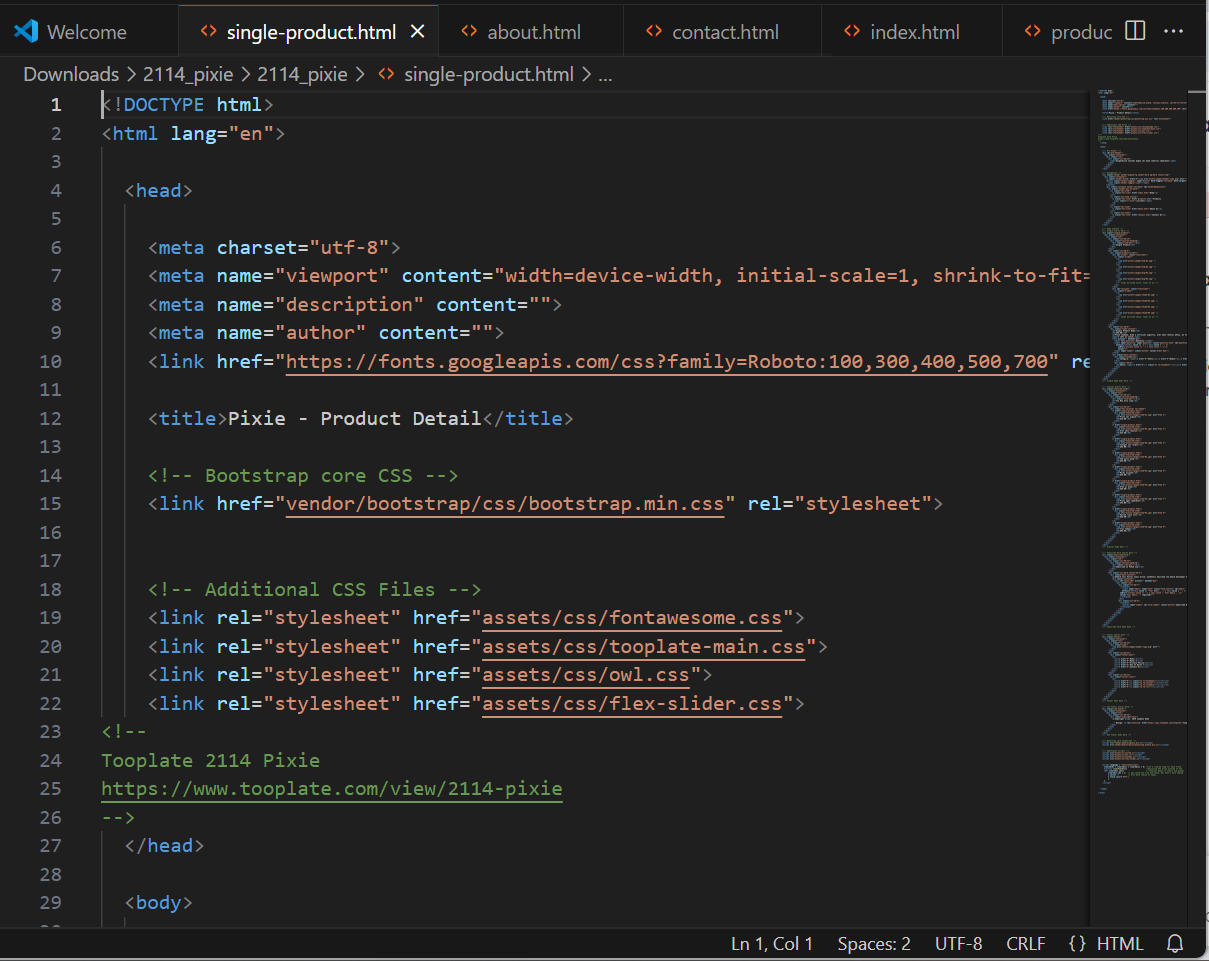 Welcome
single-product.html
about.html
contact.html
index.html
produc
Downloads > 2114_pixie > 2114_pixie > <> single-product.html > ...
1 <!DOCTYPE html>
2 <html lang="en">
3
4 <head>
5
6 <meta charset="utf-8">
7 <meta name="viewport" content="width=device-width, initial-scale=1, shrink-to-fit=
8 <meta name="description" content="">
9 <meta name="author" content="">
10 <link href="https://fonts.googleapis.com/css?family=Roboto:100,300,400,500,700" re
11
12 <title>Pixie - Product Detail</title>
13
14 <!-- Bootstrap core CSS -->
15 <link href="vendor/bootstrap/css/bootstrap.min.css" rel="stylesheet">
16
17
18 <!-- Additional CSS Files -->
19 <link rel="stylesheet" href="assets/css/fontawesome.css">
20 <link rel="stylesheet" href="assets/css/tooplate-main.css">
21 <link rel="stylesheet" href="assets/css/owl.css">
22 <link rel="stylesheet" href="assets/css/flex-slider.css">
23 <!--
24 Tooplate 2114 Pixie
25 https://www.tooplate.com/view/2114-pixie
26 -->
27 </head>
28
29 <body>
Ln 1, Col 1 Spaces: 2 UTF-8 CRLF {} HTML